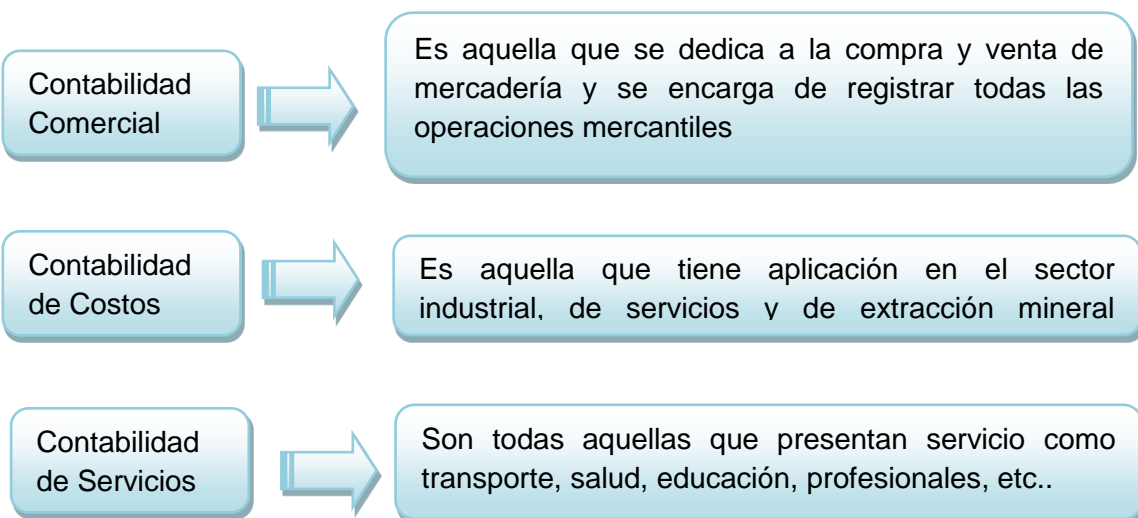 Contabilidad
Comercial
Es aquella que se dedica a la compra y venta de
mercadería y se encarga de registrar todas las
operaciones mercantiles
Contabilidad
de Costos
Es aquella que tiene aplicación en el sector
industrial, de servicios y de extracción mineral
Contabilidad
de Servicios
Son todas aquellas que presentan servicio como
transporte, salud, educación, profesionales, etc..